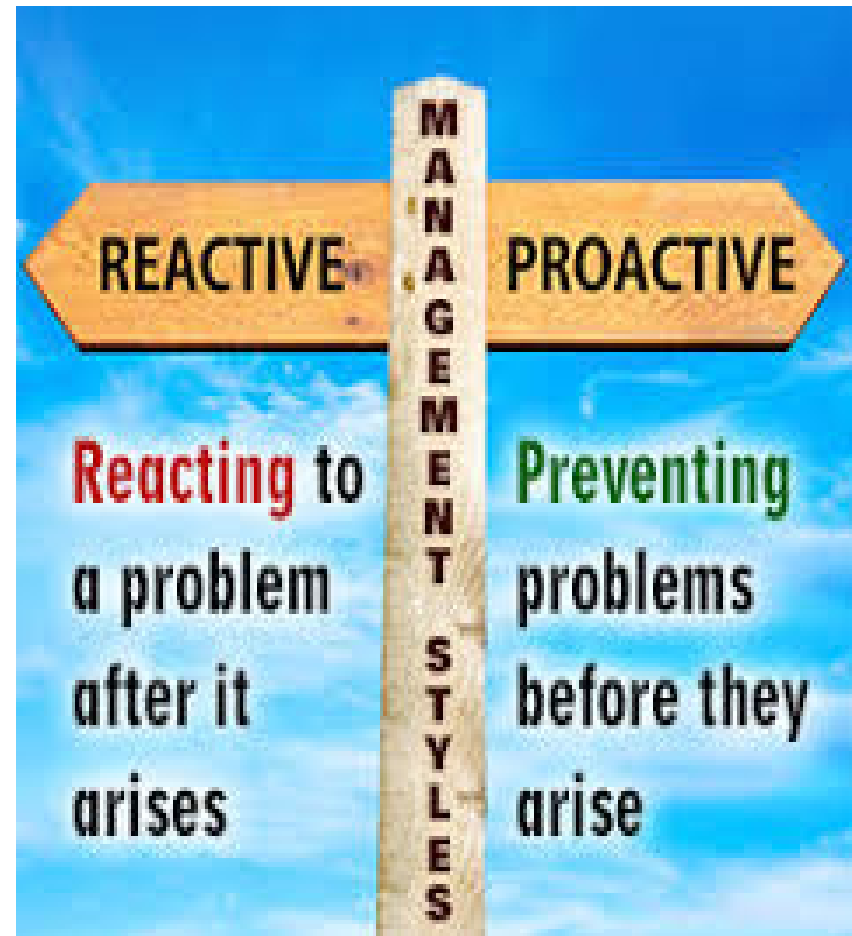 REACTIVE
PROACTIVE
MANAGEMENT STYLES
Reacting to
a problem
after it
arises
Preventing
problems
before they
arise